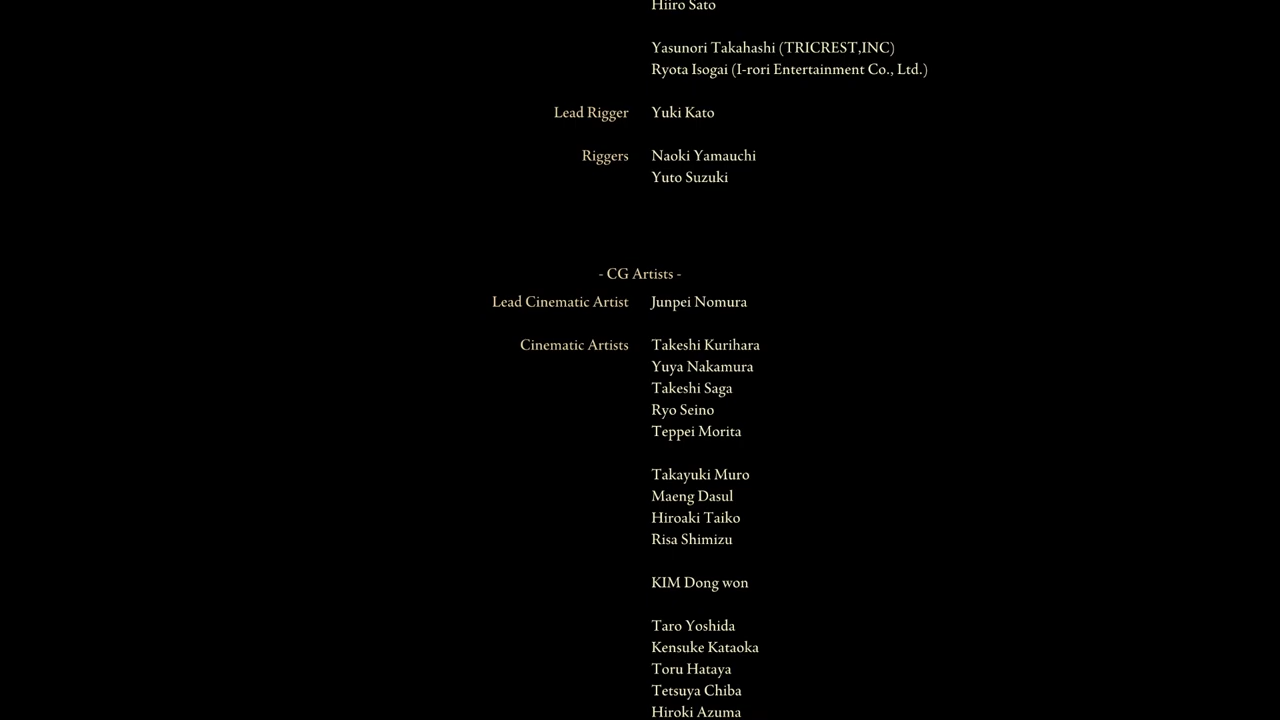 Hiiro Sato
Yasunori Takahashi (TRICREST,INC)
Ryota Isogai (I-rori Entertainment Co., Ltd.)
Lead Rigger Yuki Kato
Riggers Naoki Yamauchi
Yuto Suzuki
- CG Artists -
Lead Cinematic Artist Junpei Nomura
Cinematic Artists Takeshi Kurihara
Yuya Nakamura
Takeshi Saga
Ryo Seino
Teppei Morita
Takayuki Muro
Maeng Dasul
Hiroaki Taiko
Risa Shimizu
KIM Dong won
Taro Yoshida
Kensuke Kataoka
Toru Hataya
Tetsuya Chiba
Hiroki Azuma